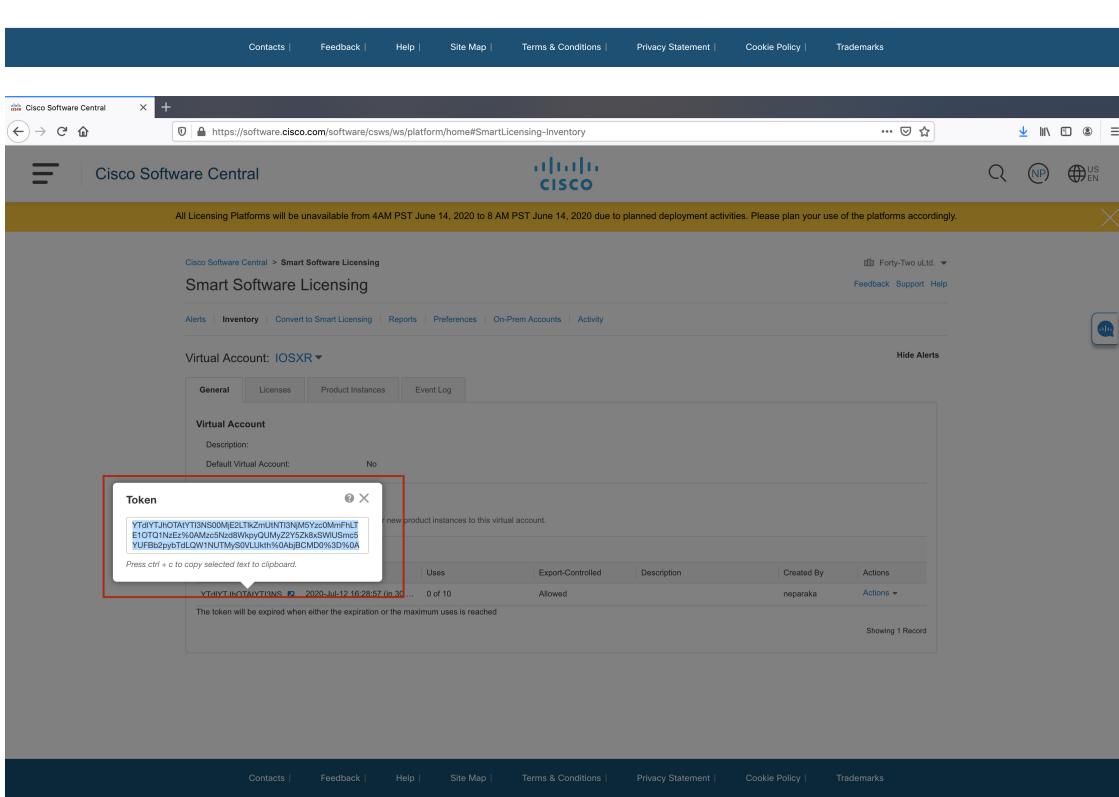 Contacts | Feedback | Help | Site Map | Terms & Conditions | Privacy Statement | Cookie Policy | Trademarks
Cisco Software Central
https://software.cisco.com/software/csws/ws/platform/home#SmartLicensing-Inventory
Cisco Software Central
CISCO
NP
US
EN
All Licensing Platforms will be unavailable from 4AM PST June 14, 2020 to 8 AM PST June 14, 2020 due to planned deployment activities. Please plan your use of the platforms accordingly.
Cisco Software Central > Smart Software Licensing
Forty-Two uLtd.
Smart Software Licensing
Feedback Support Help
Alerts | Inventory | Convert to Smart Licensing | Reports | Preferences | On-Prem Accounts | Activity
Virtual Account: IOSXR
Hide Alerts
General Licenses Product Instances Event Log
Virtual Account
Description:
Default Virtual Account: No
Token
r new product instances to this virtual account.
YTdlYTJhOTAtYTI3NS00MjE2LTlkZmUtNTI3NjM5Yzc0MmFhLT
E1OTQ1NzEz%0AMzc5Nzd8WkpyQUMyZ2Y5Zk8xSWlUSmc5
YUFBb2pybTdLQW1NUTMyS0VLUkth%0AbjBCMD0%3D%0A
Press ctrl + c to copy selected text to clipboard.
Uses Export-Controlled Description Created By Actions
YTdlYTJhOTAtYTI3NS 2020-Jul-12 16:28:57 (in 30 ... 0 of 10 Allowed neparaka Actions
The token will be expired when either the expiration or the maximum uses is reached
Showing 1 Record
Contacts | Feedback | Help | Site Map | Terms & Conditions | Privacy Statement | Cookie Policy | Trademarks